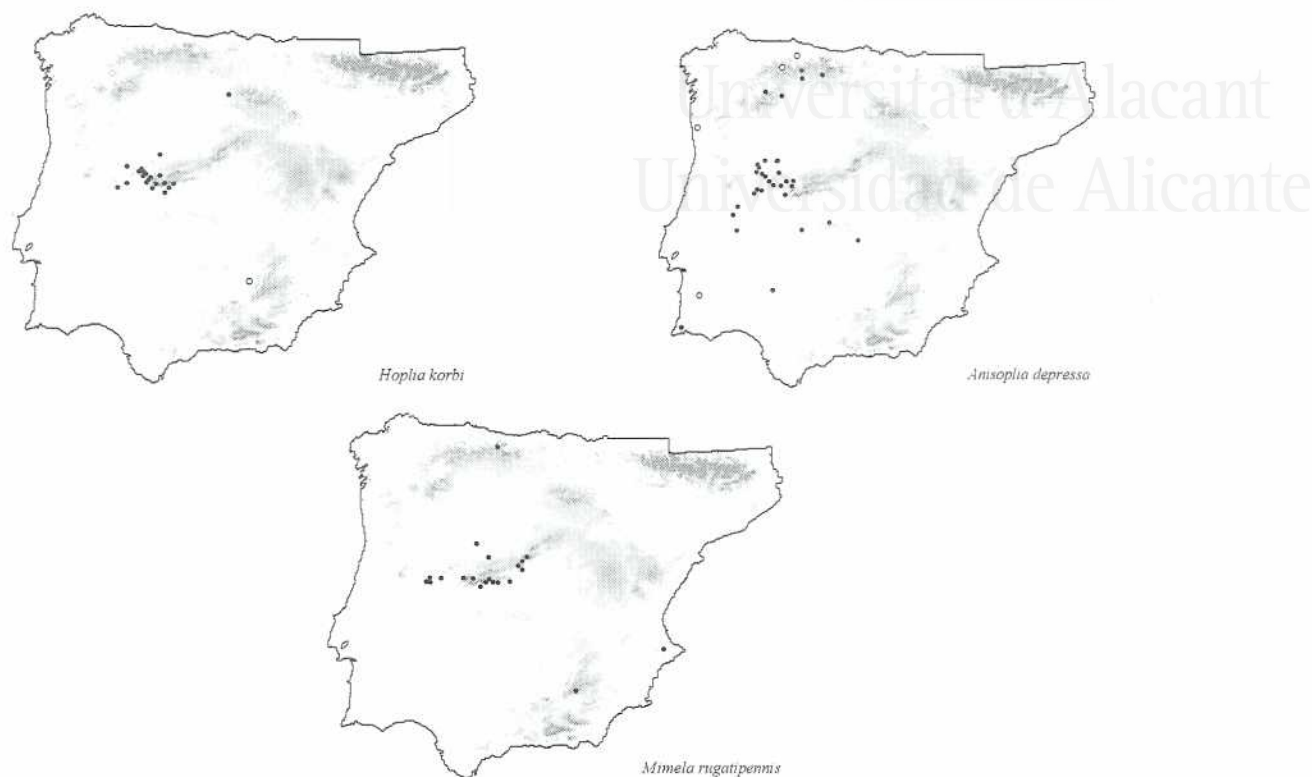 Universitat d'Alacant
Universidad de Alicante
Hoplia korbi
Anisoplia depressa
Mimela rugatipennis